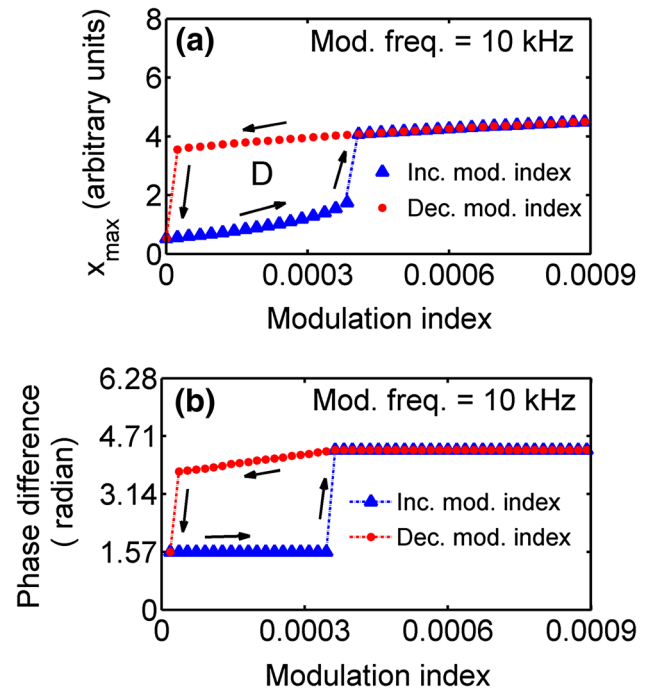 (a) Mod. freq. = 10 kHz
8
6
4
2
0
x_max (arbitrary units)
D
Inc. mod. index
Dec. mod. index
0 0.0003 0.0006 0.0009
Modulation index
(b) Mod. freq. = 10 kHz
6.28
4.71
3.14
1.57
0
Phase difference
( radian)
Inc. mod. index
Dec. mod. index
0 0.0003 0.0006 0.0009
Modulation index